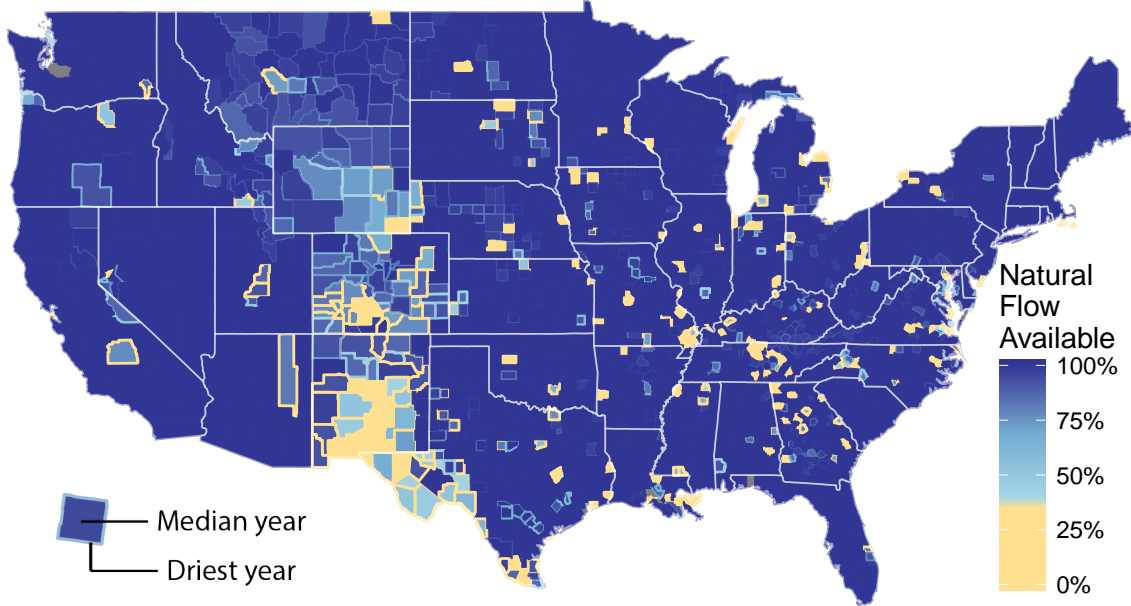 Natural
Flow
Available
100%
75%
50%
25%
0%
Median year
Driest year